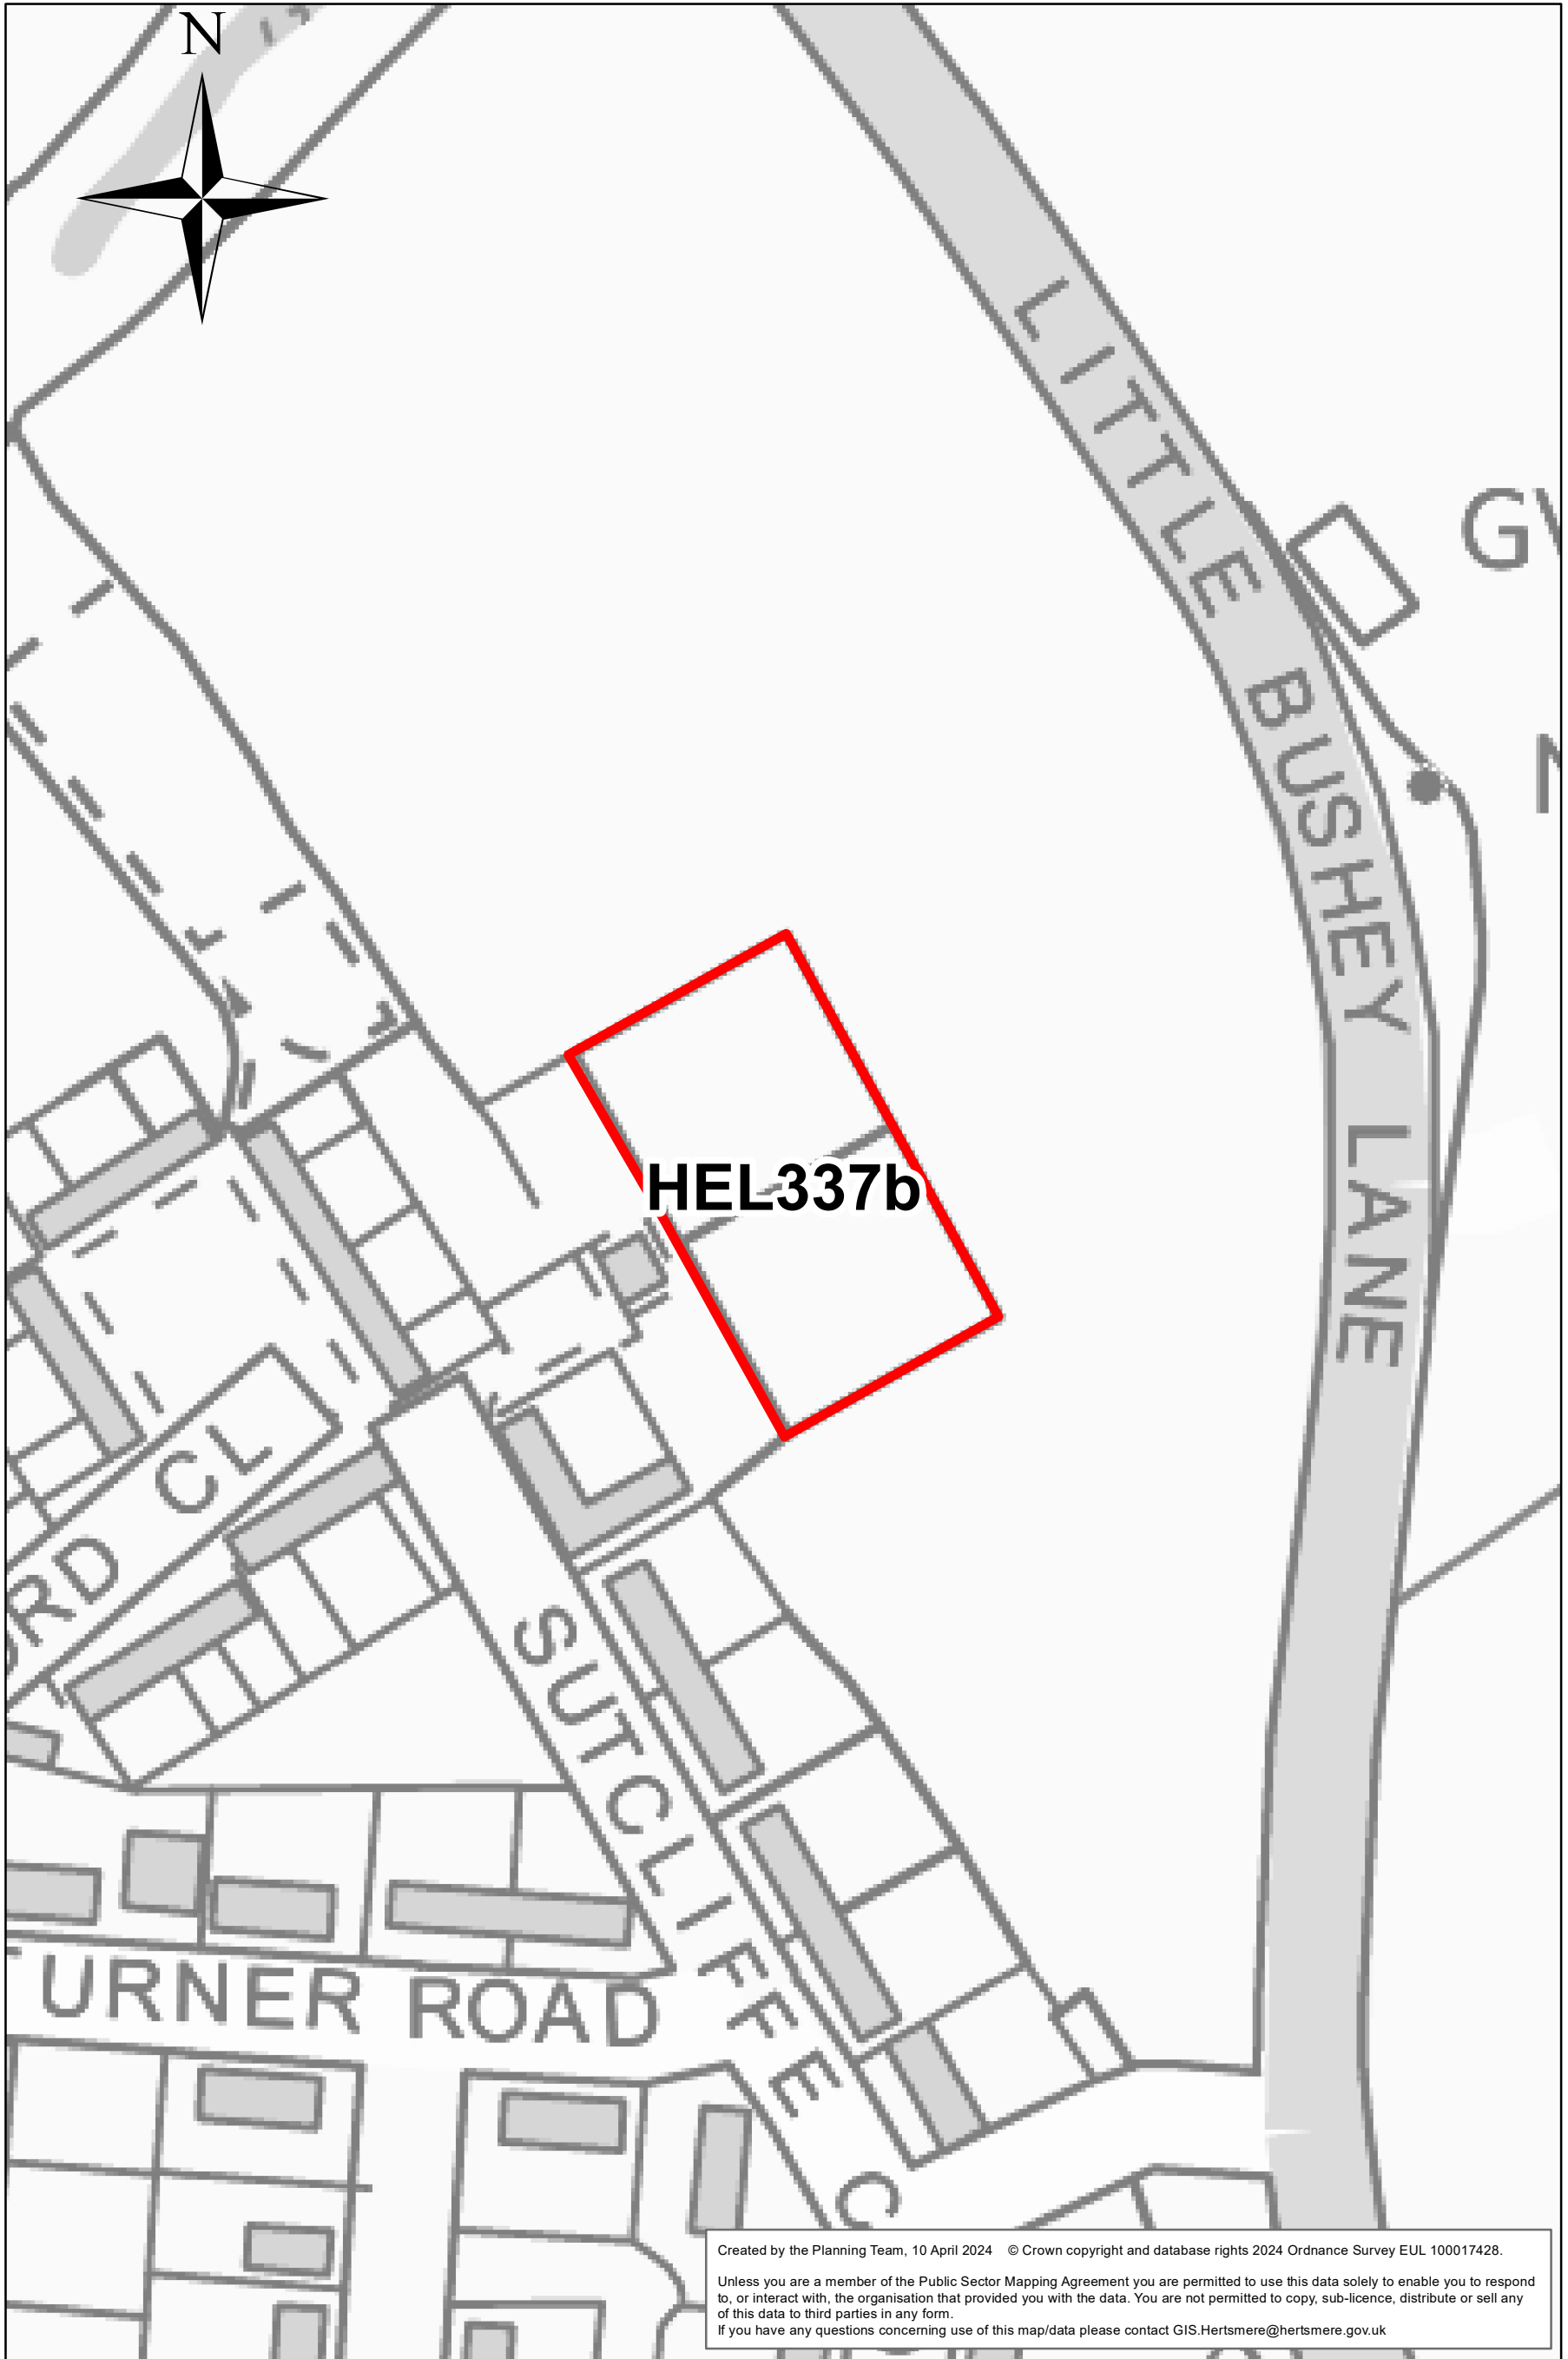 N
LITTLE BUSHEY LANE
G
HEL337b
CL
SUTCLIFFE C
URNER ROAD
Created by the Planning Team, 10 April 2024 © Crown copyright and database rights 2024 Ordnance Survey EUL 100017428.
Unless you are a member of the Public Sector Mapping Agreement you are permitted to use this data solely to enable you to respond
to, or interact with, the organisation that provided you with the data. You are not permitted to copy, sub-licence, distribute or sell any
of this data to third parties in any form.
If you have any questions concerning use of this map/data please contact GIS.Hertsmere@hertsmere.gov.uk